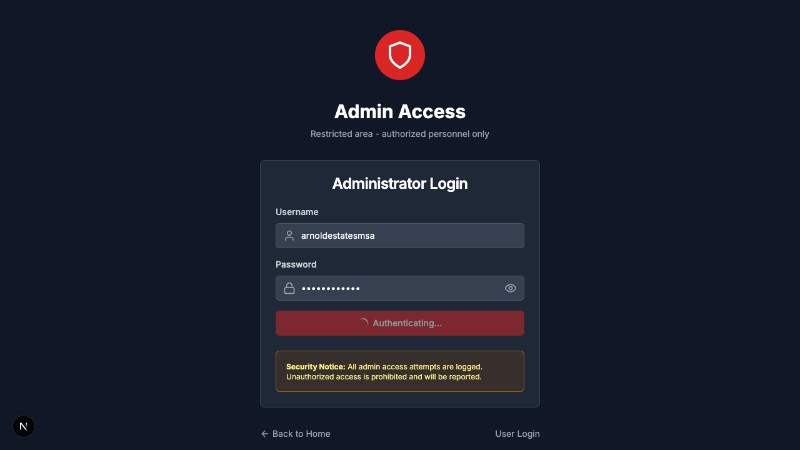 Admin Access
Restricted area - authorized personnel only
Administrator Login
Username
arnoldestatesmsa
Password
••••••••••••
Authenticating...
Security Notice: All admin access attempts are logged.
Unauthorized access is prohibited and will be reported.
N
← Back to Home
User Login